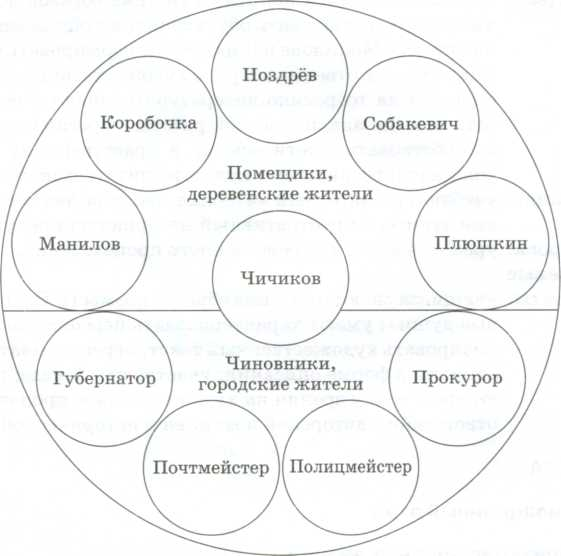 Ноздрёв
Коробочка
Собакевич
Помещики,
деревенские жители
Манилов
Плюшкин
Чичиков
Чиновники,
городские жители
Губернатор
Прокурор
Почтмейстер
Полицмейстер